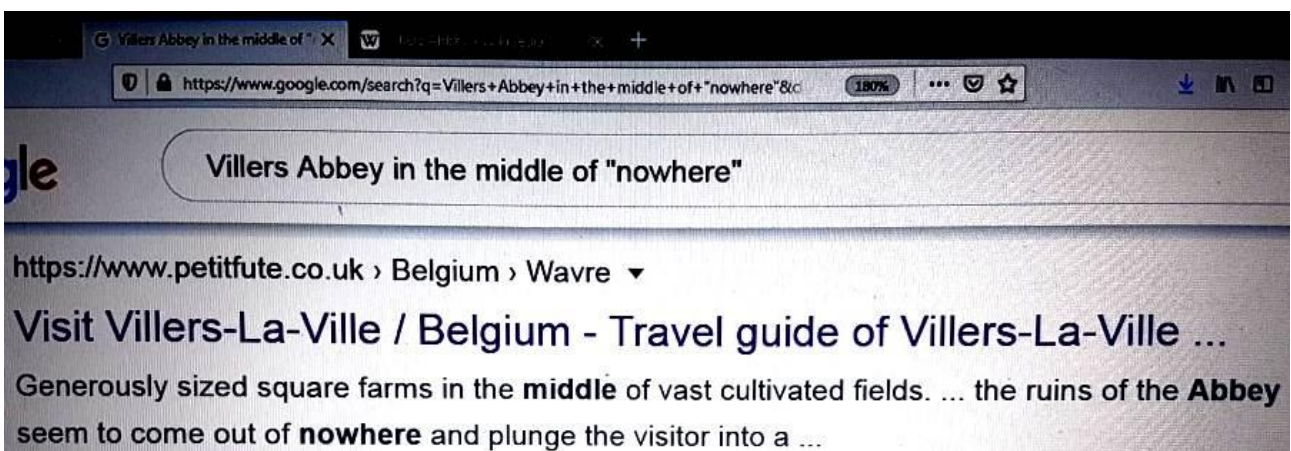 G Villers Abbey in the middle of "
W
https://www.google.com/search?q=Villers+Abbey+in+the+middle+of+"nowhere"&c 180%
gle Villers Abbey in the middle of "nowhere"
https://www.petitfute.co.uk › Belgium › Wavre
Visit Villers-La-Ville / Belgium - Travel guide of Villers-La-Ville ...
Generously sized square farms in the middle of vast cultivated fields. ... the ruins of the Abbey
seem to come out of nowhere and plunge the visitor into a ...